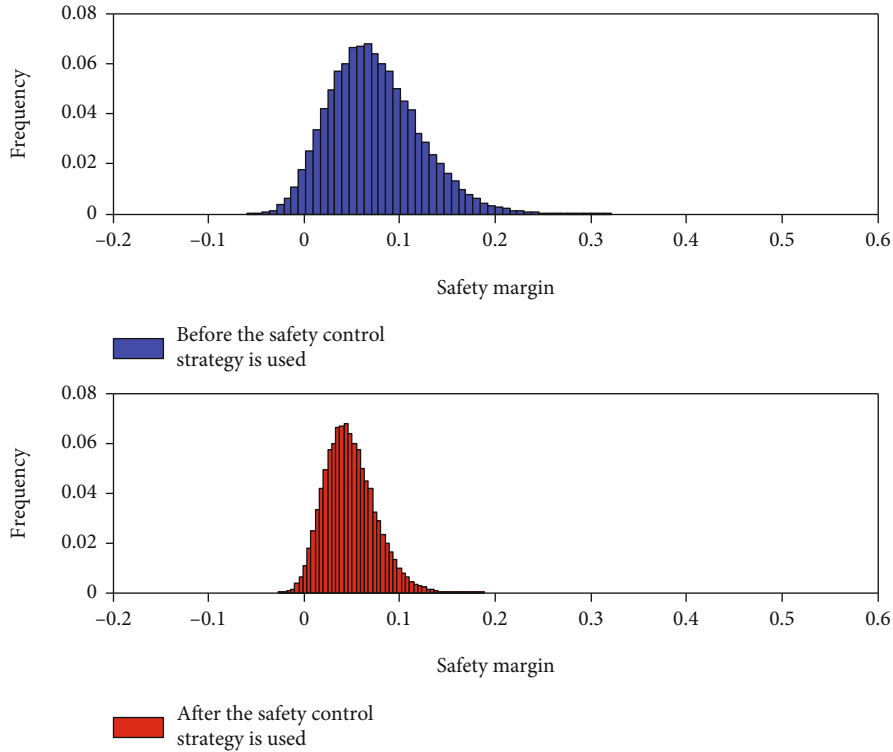 0.08
0.06
0.04
0.02
0
Frequency
−0.2 −0.1 0 0.1 0.2 0.3 0.4 0.5 0.6
Safety margin
Before the safety control
strategy is used
0.08
0.06
0.04
0.02
0
Frequency
−0.2 −0.1 0 0.1 0.2 0.3 0.4 0.5 0.6
Safety margin
After the safety control
strategy is used